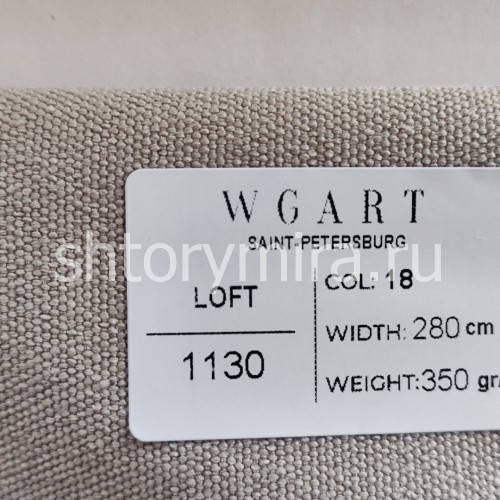 WGART
SAINT-PETERSBURG
shtorymira.ru
LOFT
1130
COL: 18
WIDTH: 280 cm
WEIGHT:350 gr/